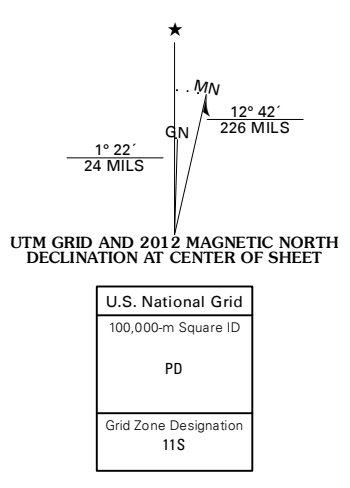 ★
MN
12° 42´
226 MILS
GN
1° 22´
24 MILS
UTM GRID AND 2012 MAGNETIC NORTH
DECLINATION AT CENTER OF SHEET
U.S. National Grid
100,000-m Square ID
PD
Grid Zone Designation
11S